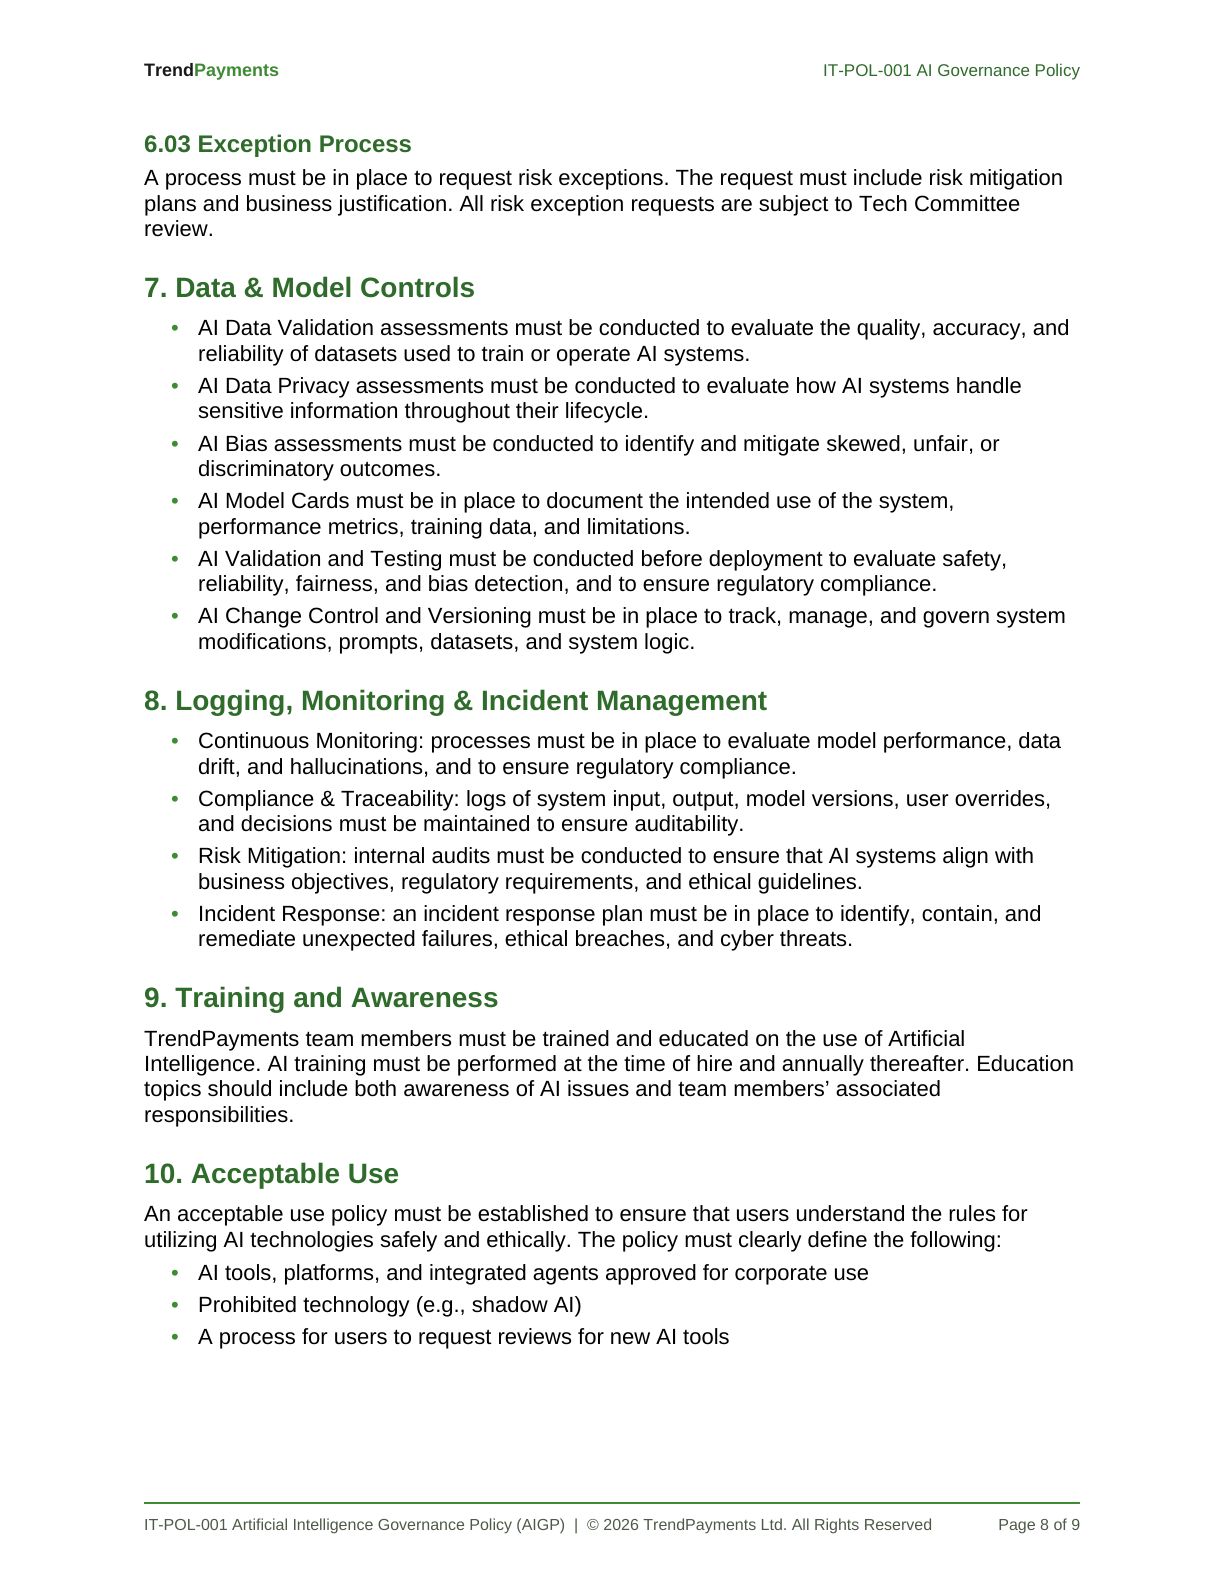 TrendPayments
IT-POL-001 AI Governance Policy
6.03 Exception Process
A process must be in place to request risk exceptions. The request must include risk mitigation
plans and business justification. All risk exception requests are subject to Tech Committee
review.
7. Data & Model Controls
• AI Data Validation assessments must be conducted to evaluate the quality, accuracy, and
reliability of datasets used to train or operate AI systems.
• AI Data Privacy assessments must be conducted to evaluate how AI systems handle
sensitive information throughout their lifecycle.
• AI Bias assessments must be conducted to identify and mitigate skewed, unfair, or
discriminatory outcomes.
• AI Model Cards must be in place to document the intended use of the system,
performance metrics, training data, and limitations.
• AI Validation and Testing must be conducted before deployment to evaluate safety,
reliability, fairness, and bias detection, and to ensure regulatory compliance.
• AI Change Control and Versioning must be in place to track, manage, and govern system
modifications, prompts, datasets, and system logic.
8. Logging, Monitoring & Incident Management
• Continuous Monitoring: processes must be in place to evaluate model performance, data
drift, and hallucinations, and to ensure regulatory compliance.
• Compliance & Traceability: logs of system input, output, model versions, user overrides,
and decisions must be maintained to ensure auditability.
• Risk Mitigation: internal audits must be conducted to ensure that AI systems align with
business objectives, regulatory requirements, and ethical guidelines.
• Incident Response: an incident response plan must be in place to identify, contain, and
remediate unexpected failures, ethical breaches, and cyber threats.
9. Training and Awareness
TrendPayments team members must be trained and educated on the use of Artificial
Intelligence. AI training must be performed at the time of hire and annually thereafter. Education
topics should include both awareness of AI issues and team members’ associated
responsibilities.
10. Acceptable Use
An acceptable use policy must be established to ensure that users understand the rules for
utilizing AI technologies safely and ethically. The policy must clearly define the following:
• AI tools, platforms, and integrated agents approved for corporate use
• Prohibited technology (e.g., shadow AI)
• A process for users to request reviews for new AI tools
IT-POL-001 Artificial Intelligence Governance Policy (AIGP) | © 2026 TrendPayments Ltd. All Rights Reserved
Page 8 of 9